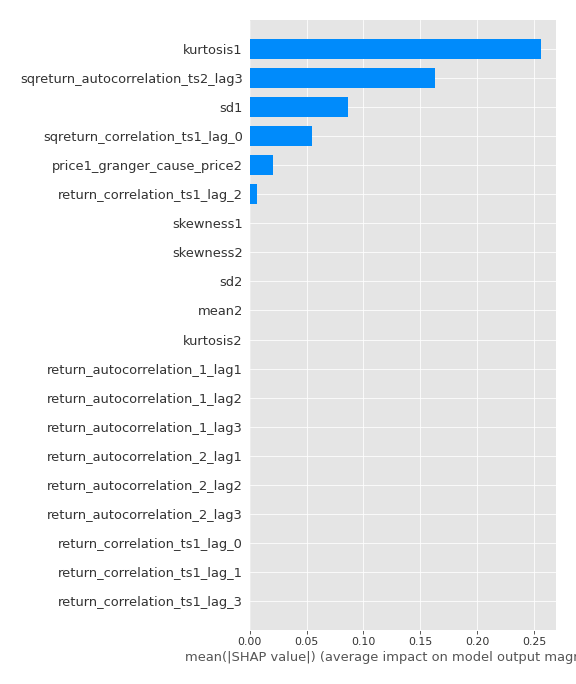 kurtosis1
sqreturn_autocorrelation_ts2_lag3
sd1
sqreturn_correlation_ts1_lag_0
price1_granger_cause_price2
return_correlation_ts1_lag_2
skewness1
skewness2
sd2
mean2
kurtosis2
return_autocorrelation_1_lag1
return_autocorrelation_1_lag2
return_autocorrelation_1_lag3
return_autocorrelation_2_lag1
return_autocorrelation_2_lag2
return_autocorrelation_2_lag3
return_correlation_ts1_lag_0
return_correlation_ts1_lag_1
return_correlation_ts1_lag_3
0.00 0.05 0.10 0.15 0.20 0.25
mean(|SHAP value|) (average impact on model output magn